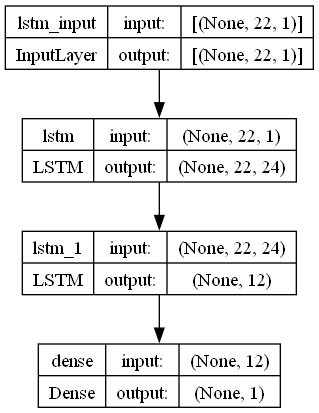 lstm_input input: [(None, 22, 1)]
InputLayer output: [(None, 22, 1)]
lstm input: (None, 22, 1)
LSTM output: (None, 22, 24)
lstm_1 input: (None, 22, 24)
LSTM output: (None, 12)
dense input: (None, 12)
Dense output: (None, 1)